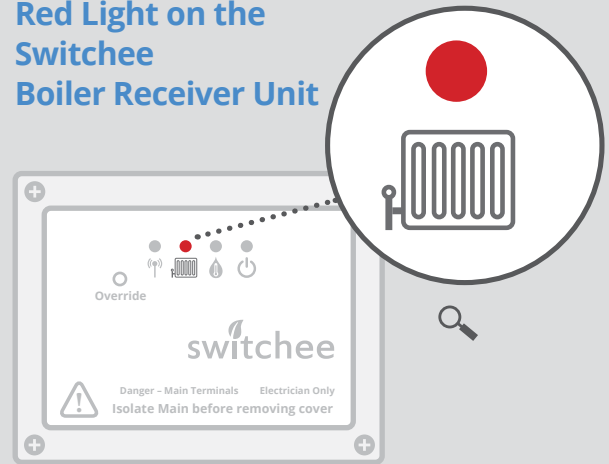 Red Light on the
Switchee
Boiler Receiver Unit
Override
switchee
Danger – Main Terminals Electrician Only
Isolate Main before removing cover